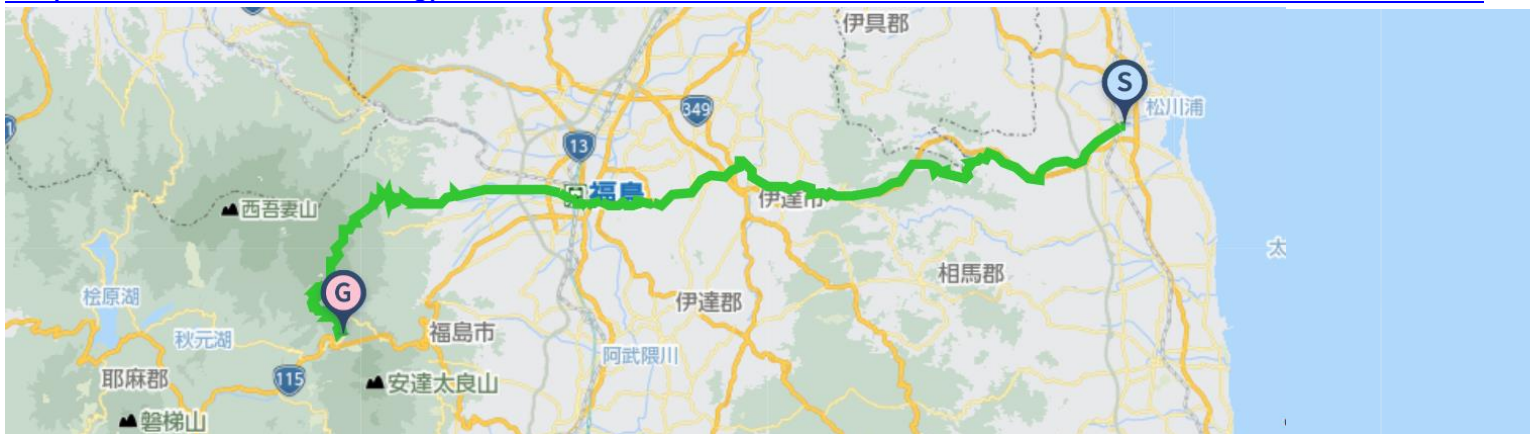 伊具郡
S
松川浦
349
13
福島
伊達市
西吾妻山
太
相馬郡
G
桧原湖
伊達郡
秋元湖
福島市
阿武隈川
耶麻郡
115
安達太良山
磐梯山